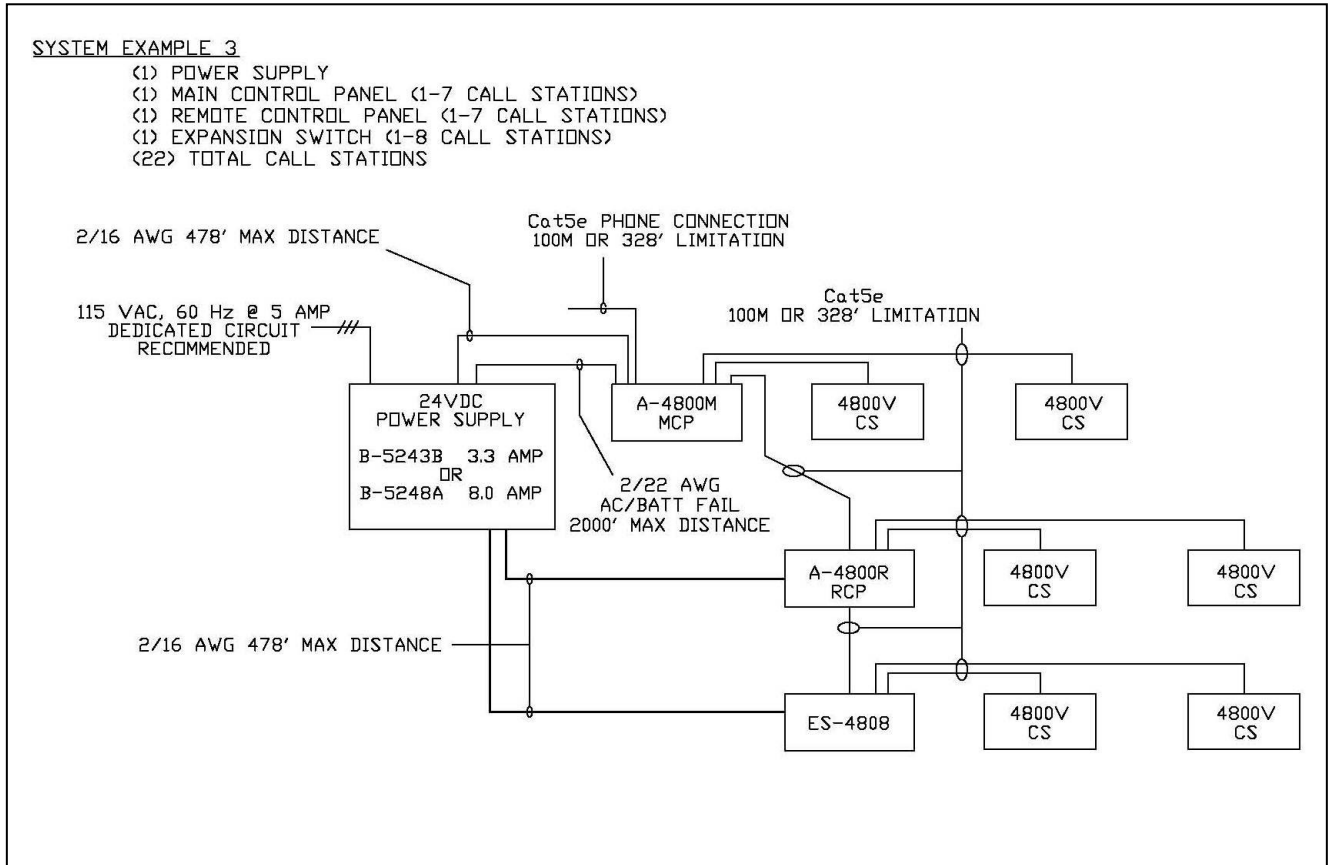 SYSTEM EXAMPLE 3
(1) POWER SUPPLY
(1) MAIN CONTROL PANEL (1-7 CALL STATIONS)
(1) REMOTE CONTROL PANEL (1-7 CALL STATIONS)
(1) EXPANSION SWITCH (1-8 CALL STATIONS)
(22) TOTAL CALL STATIONS
2/16 AWG 478' MAX DISTANCE
Cat5e PHONE CONNECTION
100M OR 328' LIMITATION
115 VAC, 60 Hz @ 5 AMP
DEDICATED CIRCUIT
RECOMMENDED
Cat5e
100M OR 328' LIMITATION
24VDC
POWER SUPPLY
B-5243B 3.3 AMP
OR
B-5248A 8.0 AMP
A-4800M
MCP
4800V
CS
4800V
CS
2/22 AWG
AC/BATT FAIL
2000' MAX DISTANCE
A-4800R
RCP
4800V
CS
4800V
CS
2/16 AWG 478' MAX DISTANCE
ES-4808
4800V
CS
4800V
CS